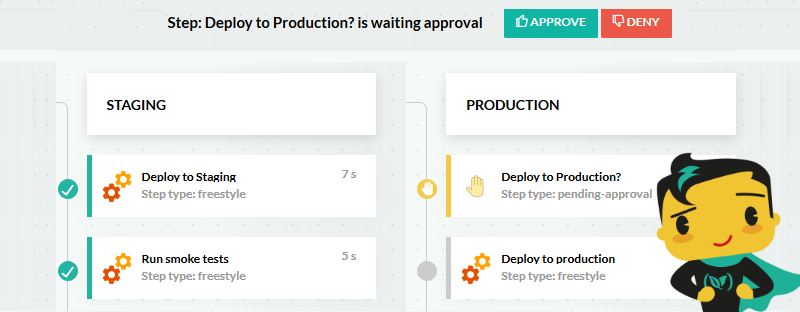 Step: Deploy to Production? is waiting approval
APPROVE
DENY
STAGING
Deploy to Staging
7 s
Step type: freestyle
Run smoke tests
5 s
Step type: freestyle
PRODUCTION
Deploy to Production?
Step type: pending-approval
Deploy to production
Step type: freestyle